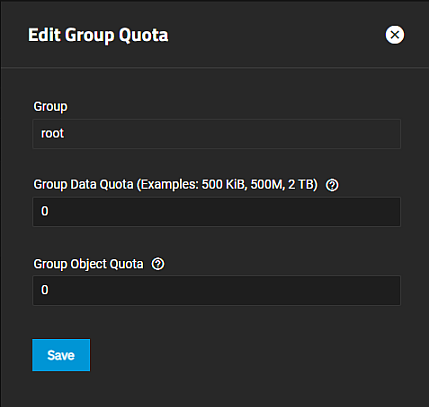 Edit Group Quota
Group
root
Group Data Quota (Examples: 500 KiB, 500M, 2 TB)
0
Group Object Quota
0
Save